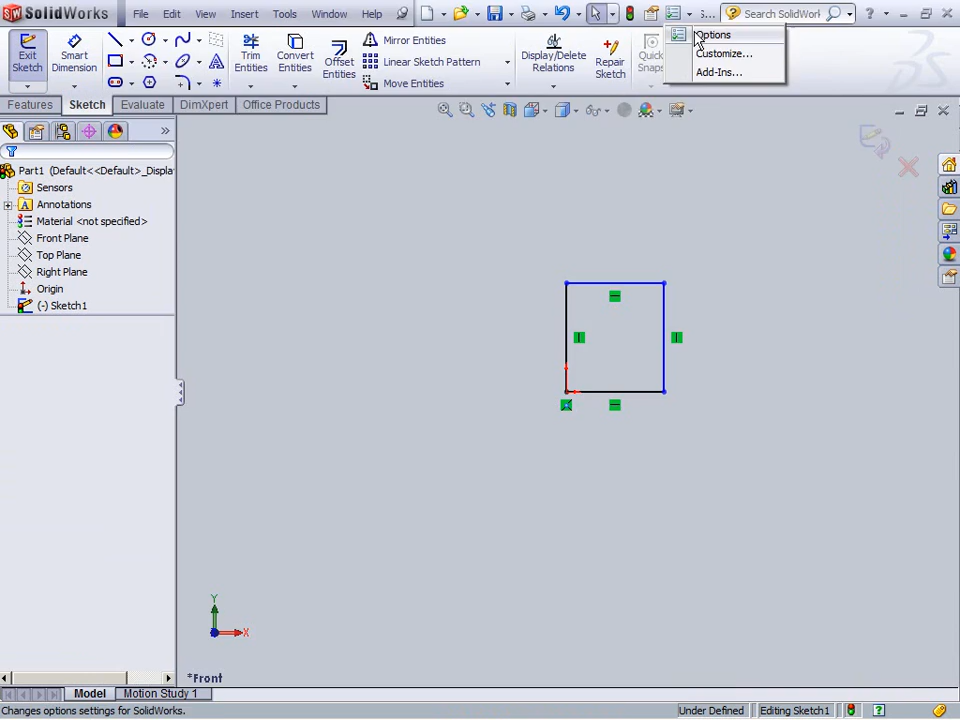 SW SolidWorks File Edit View Insert Tools Window Help S... Search SolidWork
Options
Customize...
Add-Ins...
Exit Sketch
Smart Dimension
Trim Entities
Convert Entities
Offset Entities
Mirror Entities
Linear Sketch Pattern
Move Entities
Display/Delete Relations
Repair Sketch
Quick Snaps
Features Sketch Evaluate DimXpert Office Products
Part1 (Default<<Default>_Displa
Sensors
Annotations
Material <not specified>
Front Plane
Top Plane
Right Plane
Origin
(-) Sketch1
Y
X
*Front
Model Motion Study 1
Changes options settings for SolidWorks. Under Defined Editing Sketch1